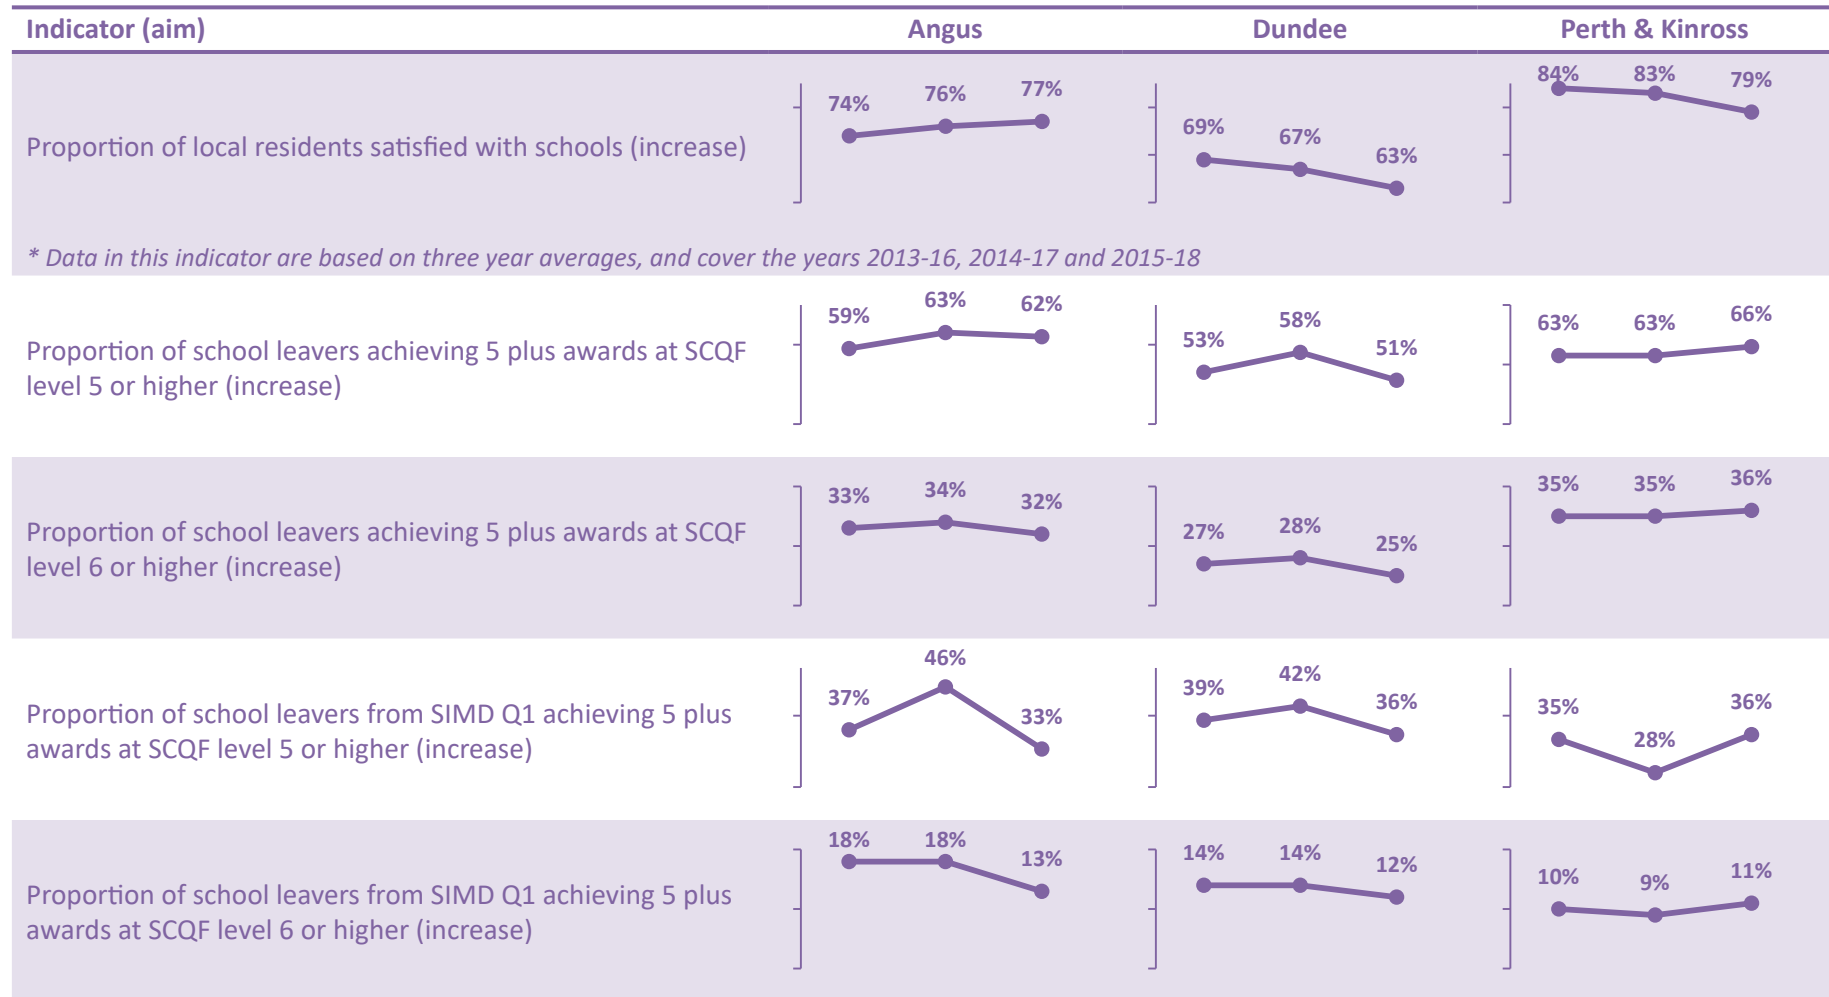 Indicator (aim) Angus Dundee Perth & Kinross
Proportion of local residents satisfied with schools (increase)
74% 76% 77%
69% 67% 63%
84% 83% 79%
* Data in this indicator are based on three year averages, and cover the years 2013-16, 2014-17 and 2015-18
Proportion of school leavers achieving 5 plus awards at SCQF
level 5 or higher (increase)
59% 63% 62%
53% 58% 51%
63% 63% 66%
Proportion of school leavers achieving 5 plus awards at SCQF
level 6 or higher (increase)
33% 34% 32%
27% 28% 25%
35% 35% 36%
Proportion of school leavers from SIMD Q1 achieving 5 plus
awards at SCQF level 5 or higher (increase)
37% 46% 33%
39% 42% 36%
35% 28% 36%
Proportion of school leavers from SIMD Q1 achieving 5 plus
awards at SCQF level 6 or higher (increase)
18% 18% 13%
14% 14% 12%
10% 9% 11%